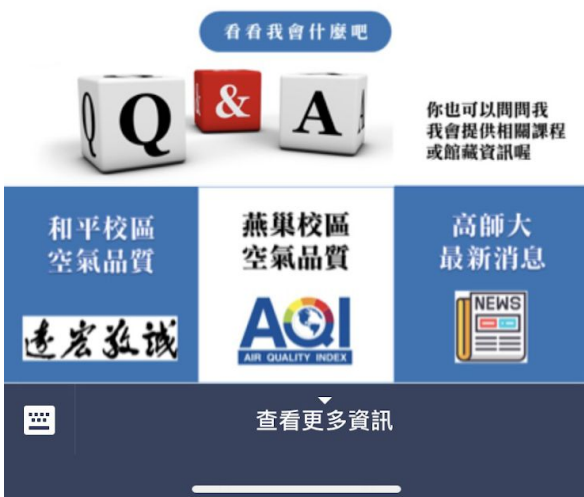 看看我會什麼吧
Q Q & A A
你也可以問問我
我會提供相關課程
或館藏資訊喔
和平校區
空氣品質
燕巢校區
空氣品質
高師大
最新消息
誠敬宏遠
AQI
AIR QUALITY INDEX
NEWS
查看更多資訊